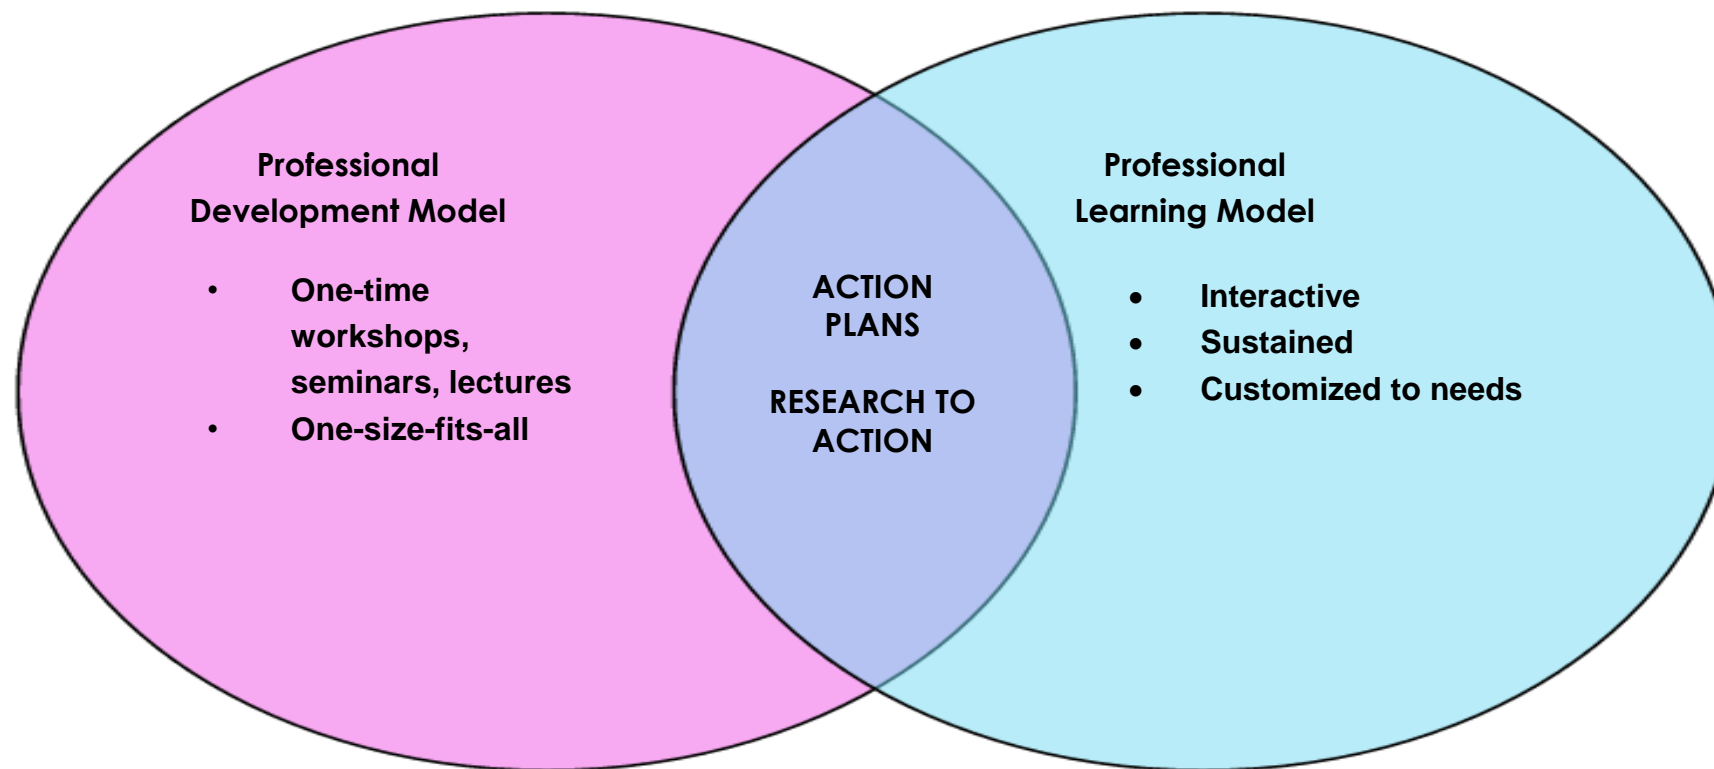 Professional
Development Model
• One-time
workshops,
seminars, lectures
• One-size-fits-all
ACTION
PLANS
RESEARCH TO
ACTION
Professional
Learning Model
• Interactive
• Sustained
• Customized to needs